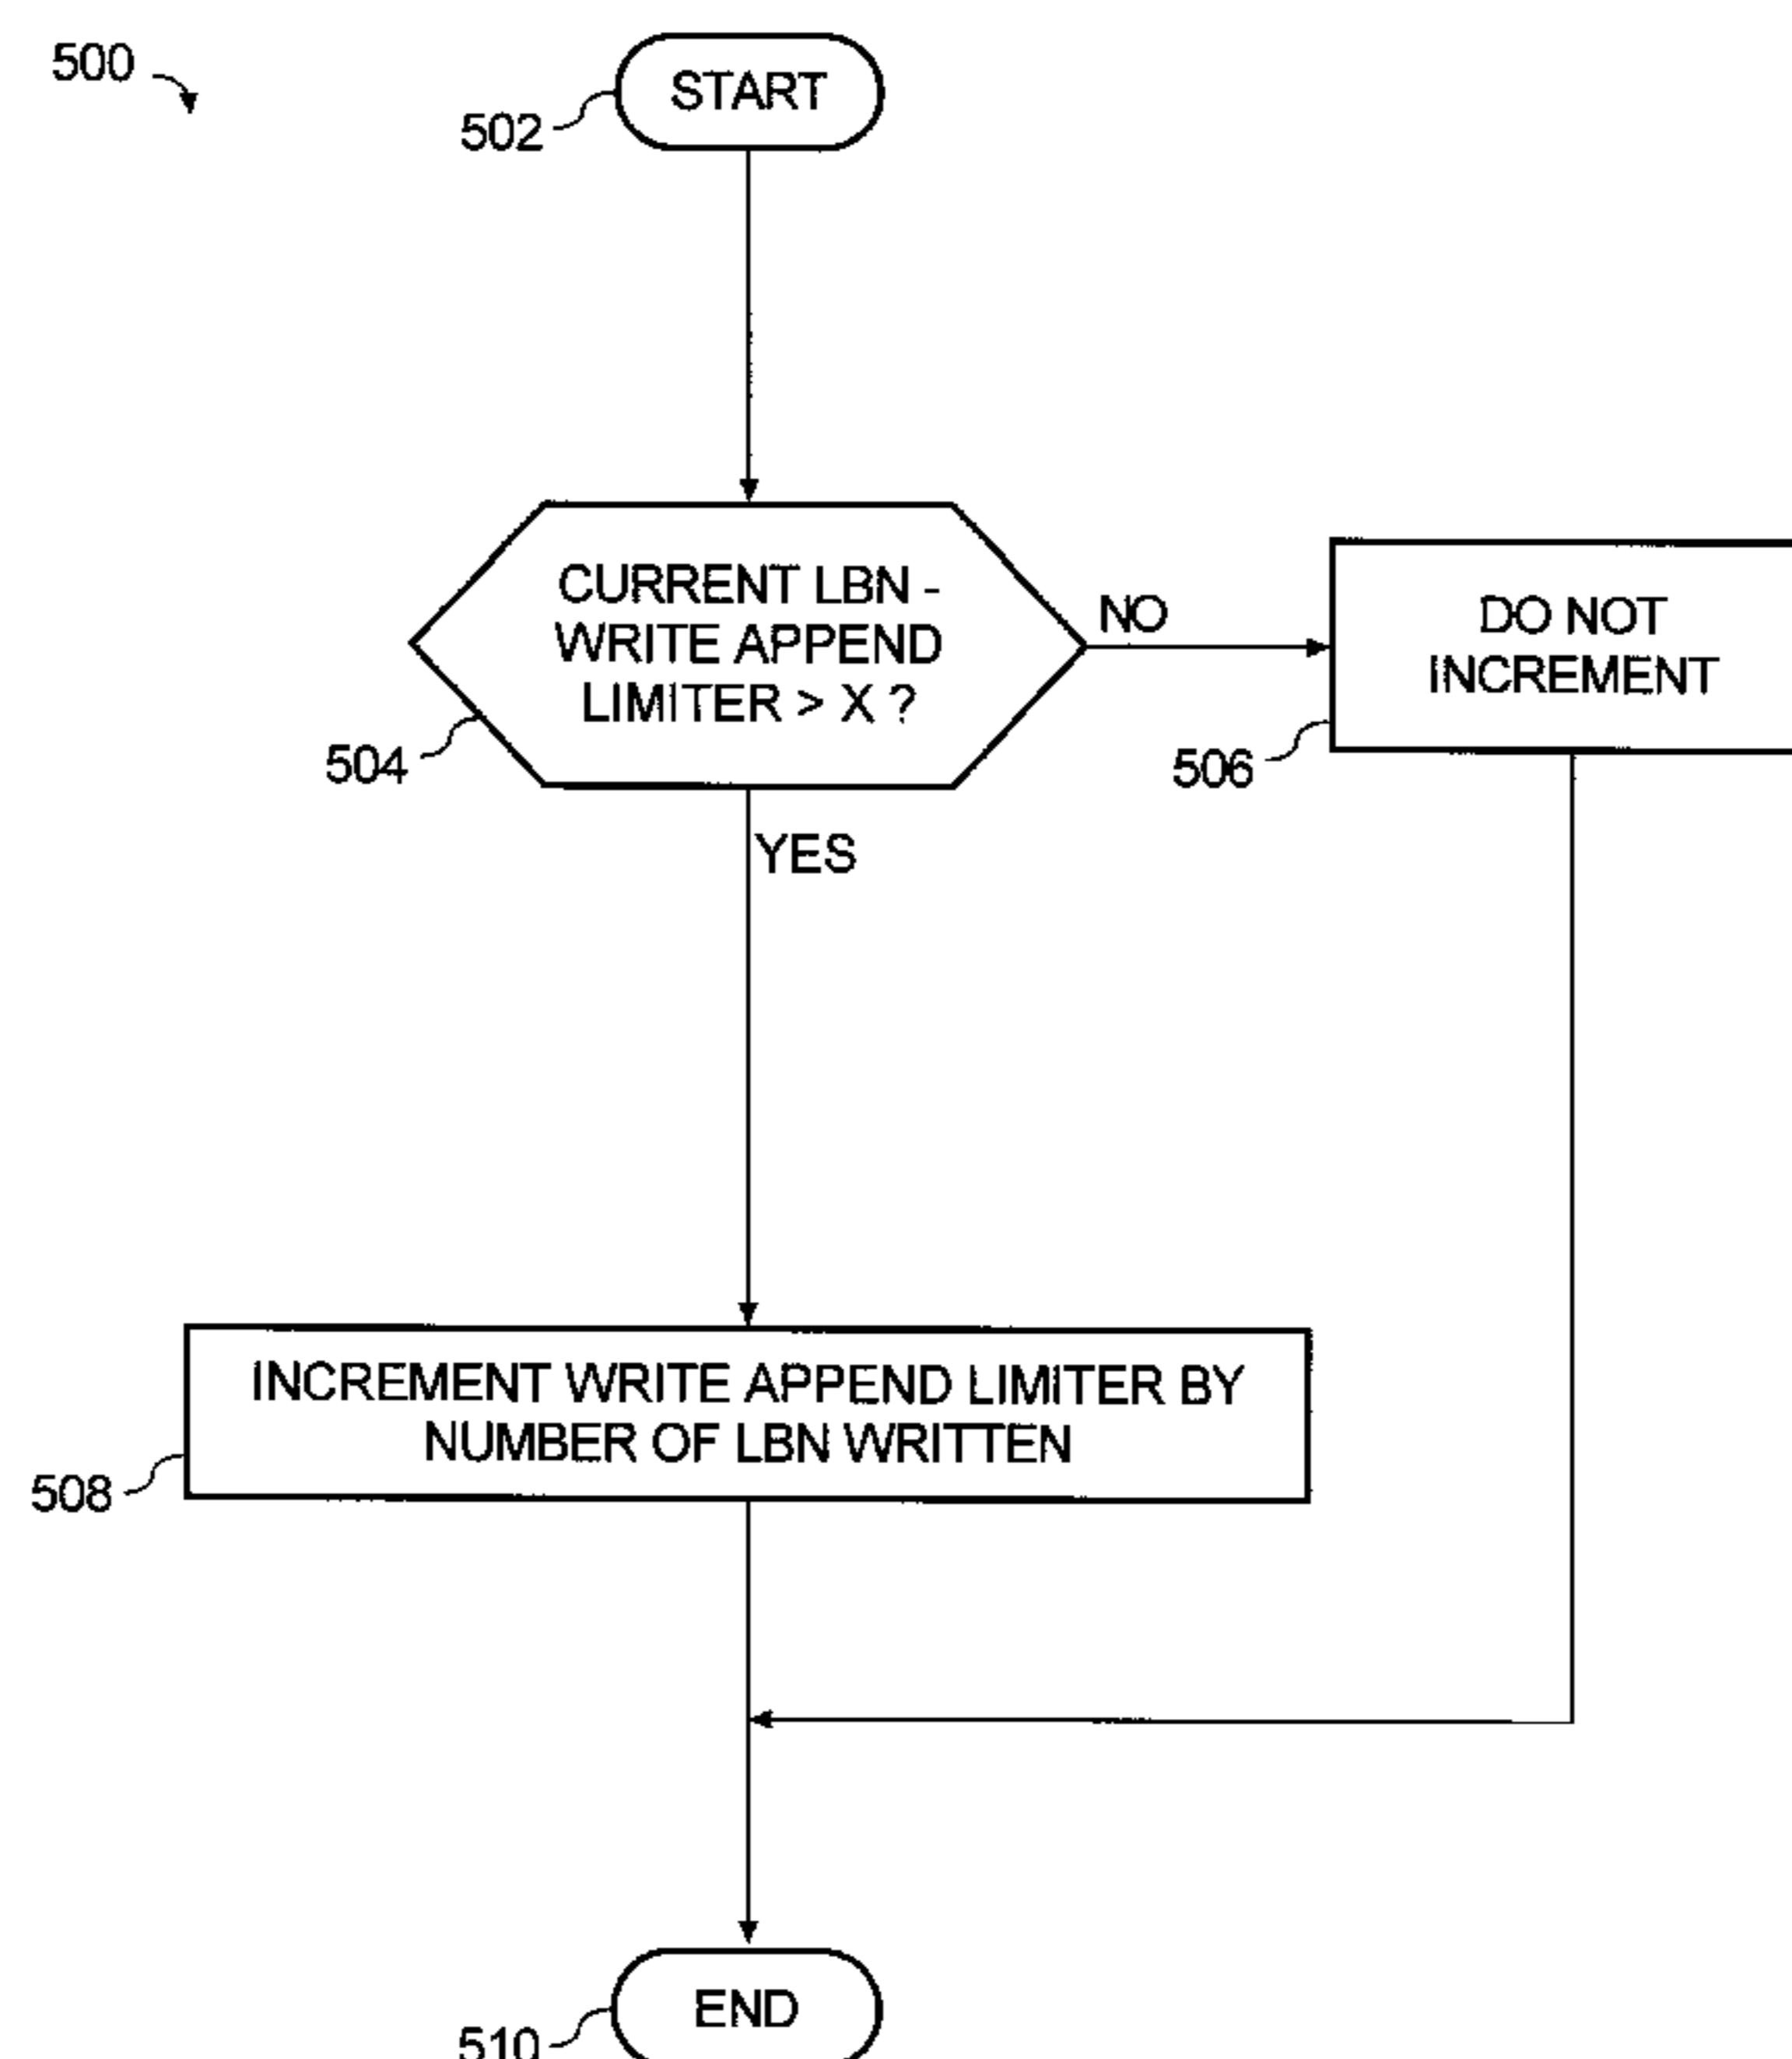 500
START
502
CURRENT LBN -
WRITE APPEND
LIMITER > X ?
504
NO
DO NOT
INCREMENT
506
YES
INCREMENT WRITE APPEND LIMITER BY
NUMBER OF LBN WRITTEN
508
END
510